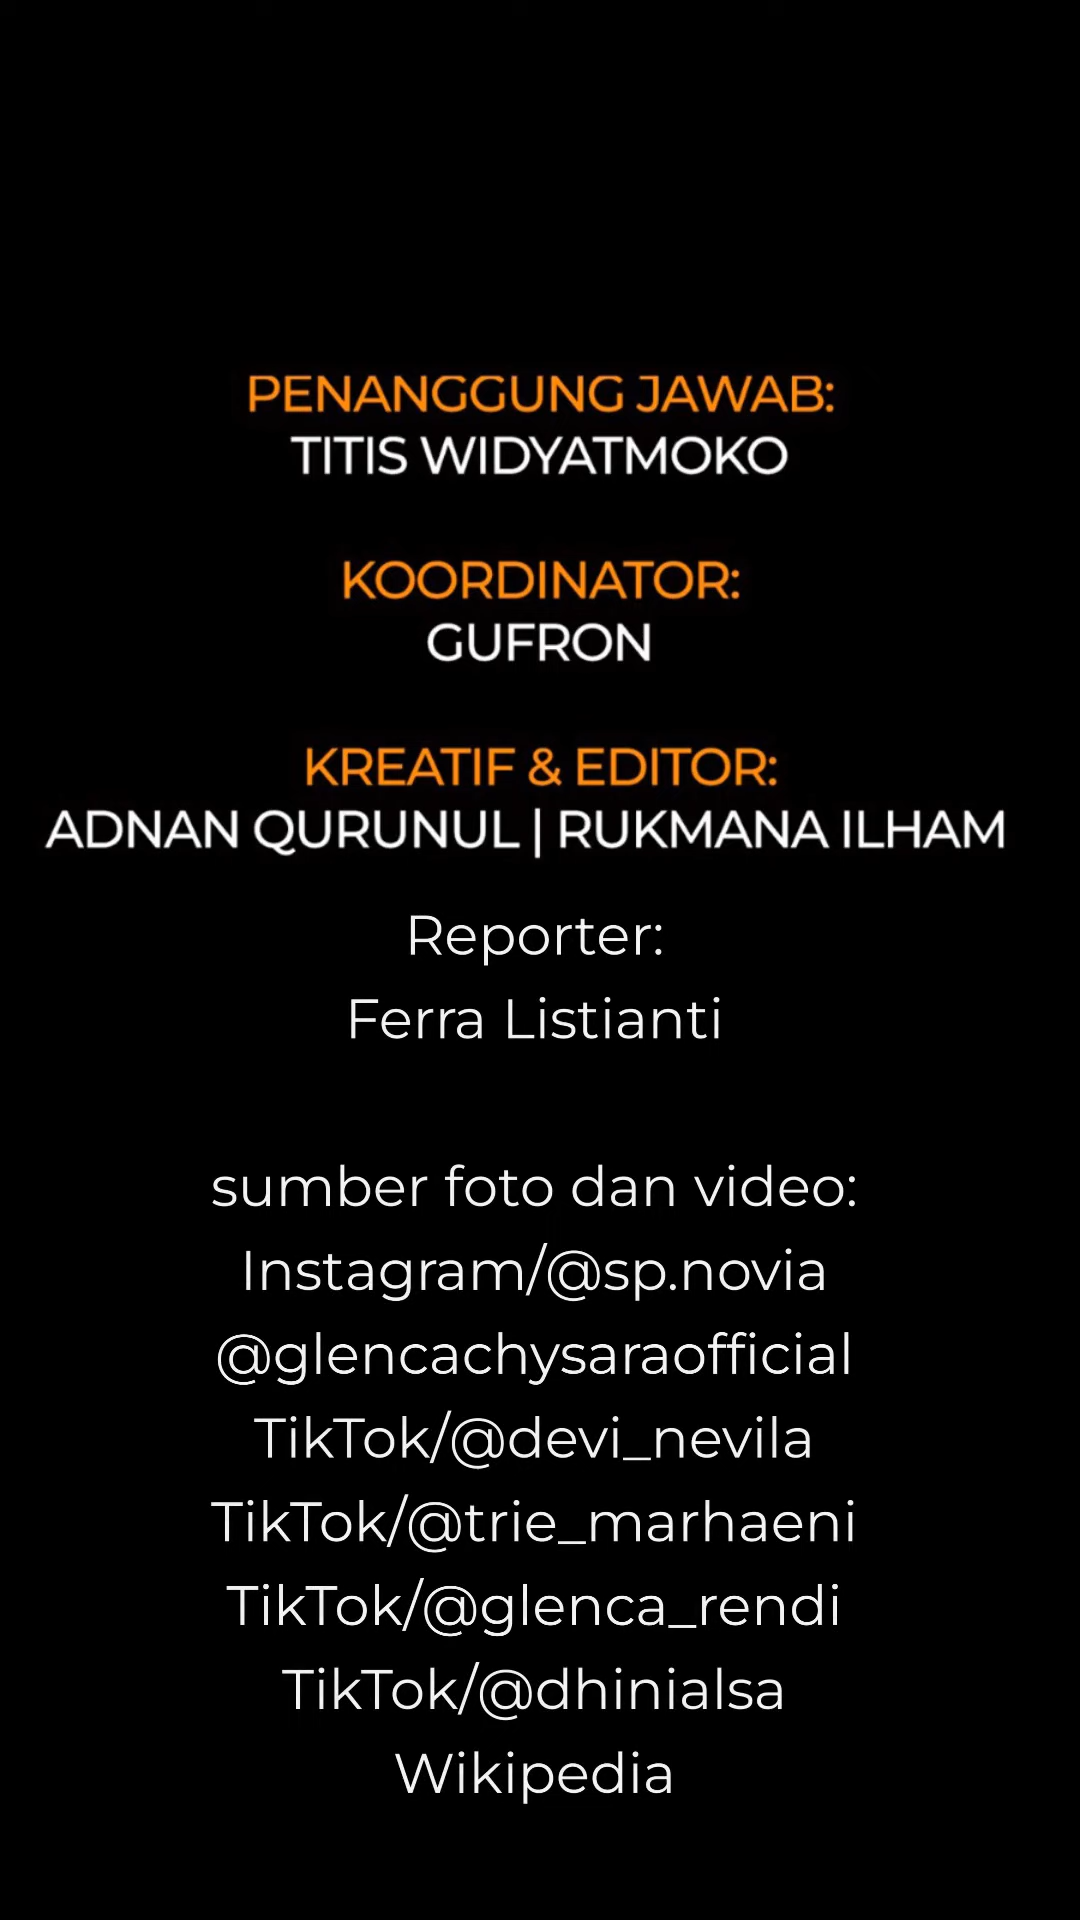 PENANGGUNG JAWAB:
TITIS WIDYATMOKO
KOORDINATOR:
GUFRON
KREATIF & EDITOR:
ADNAN QURUNUL | RUKMANA ILHAM
Reporter:
Ferra Listianti
sumber foto dan video:
Instagram/@sp.novia
@glencachysaraofficial
TikTok/@devi_nevila
TikTok/@trie_marhaeni
TikTok/@glenca_rendi
TikTok/@dhinialsa
Wikipedia